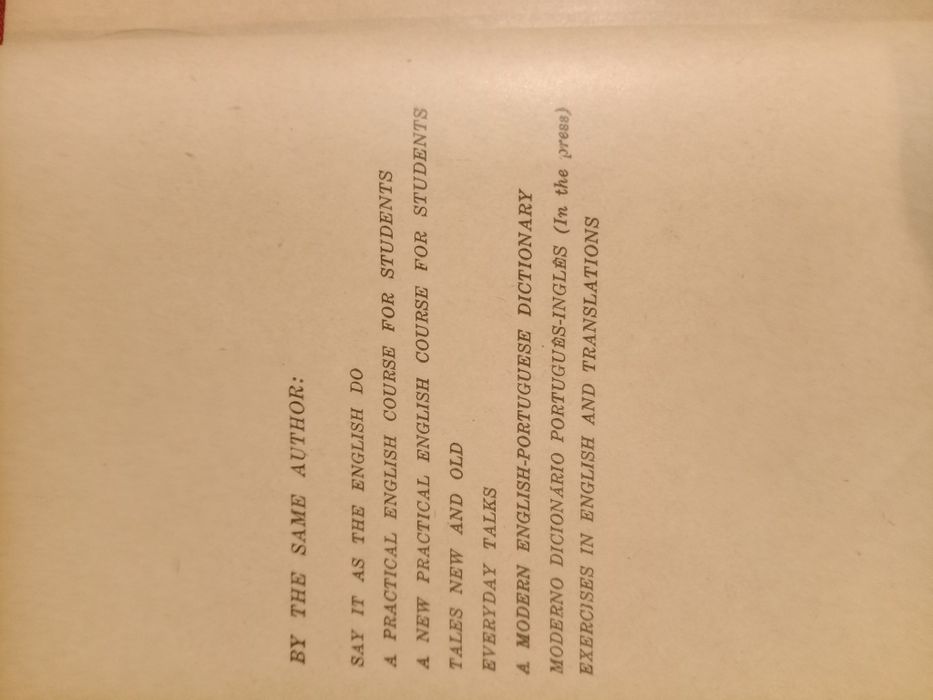 BY THE SAME AUTHOR:
SAY IT AS THE ENGLISH DO
A PRACTICAL ENGLISH COURSE FOR STUDENTS
A NEW PRACTICAL ENGLISH COURSE FOR STUDENTS
TALES NEW AND OLD
EVERYDAY TALKS
A MODERN ENGLISH-PORTUGUESE DICTIONARY
MODERNO DICIONÁRIO PORTUGUÊS-INGLÊS (In the press)
EXERCISES IN ENGLISH AND TRANSLATIONS